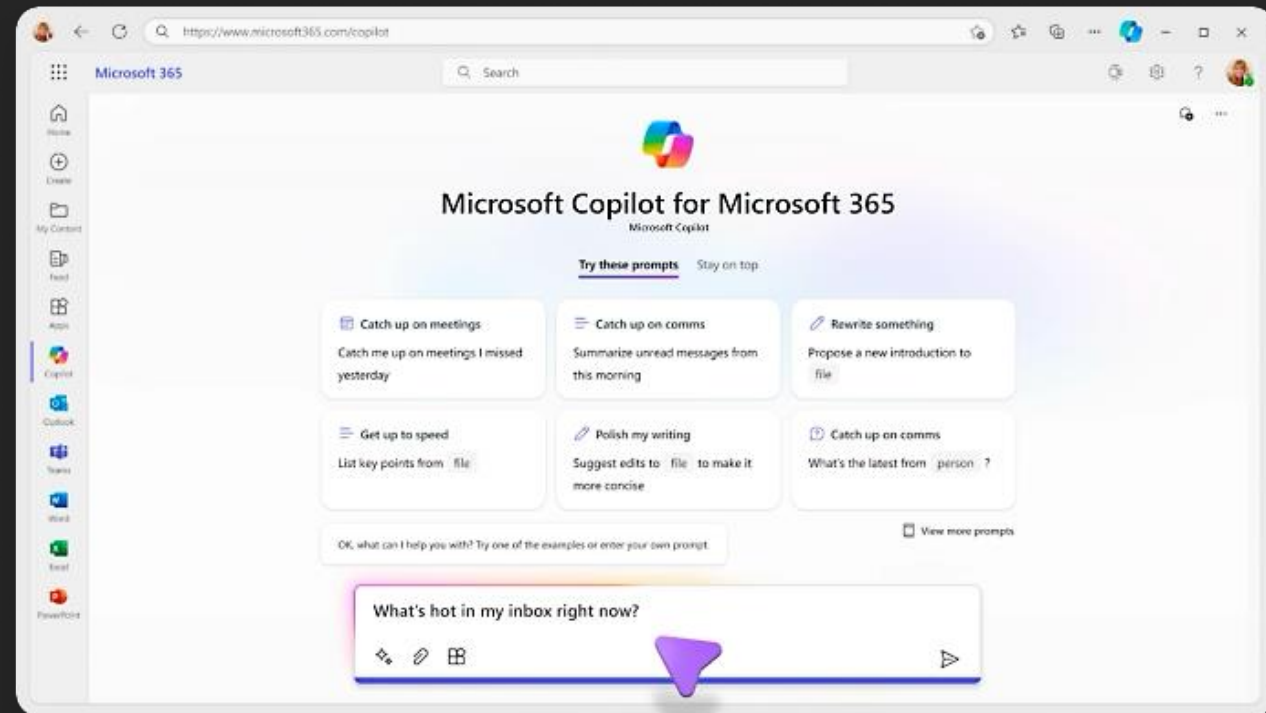 https://www.microsoft365.com/copilot
Microsoft 365
Search
?
Home
Create
My Content
Feed
Apps
Copilot
Outlook
Teams
Word
Excel
PowerPoint
Microsoft Copilot for Microsoft 365
Microsoft Copilot
Try these prompts Stay on top
Catch up on meetings
Catch me up on meetings I missed
yesterday
Catch up on comms
Summarize unread messages from
this morning
Rewrite something
Propose a new introduction to
file
Get up to speed
List key points from file
Polish my writing
Suggest edits to file to make it
more concise
Catch up on comms
What's the latest from person ?
View more prompts
OK, what can I help you with? Try one of the examples or enter your own prompt.
What's hot in my inbox right now?